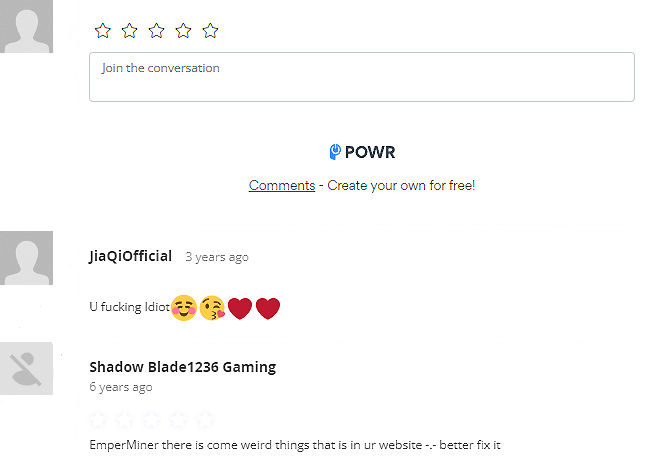 Join the conversation
POWR
Comments - Create your own for free!
JiaQiOfficial 3 years ago
U fucking Idiot☺️😘❤️❤️
Shadow Blade1236 Gaming
6 years ago
EmperMiner there is come weird things that is in ur website -.- better fix it